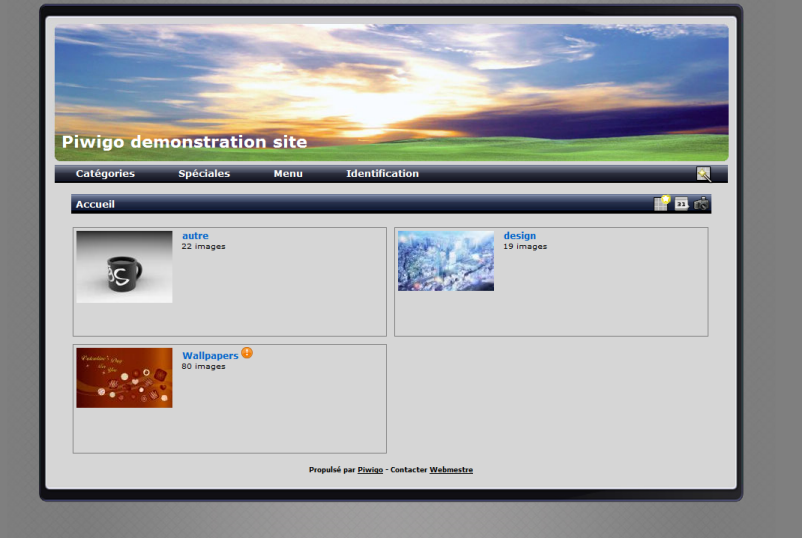 Piwigo demonstration site
Catégories Spéciales Menu Identification
Accueil
31
autre
22 images
design
19 images
Wallpapers
80 images
Propulsé par Piwigo - Contacter Webmestre